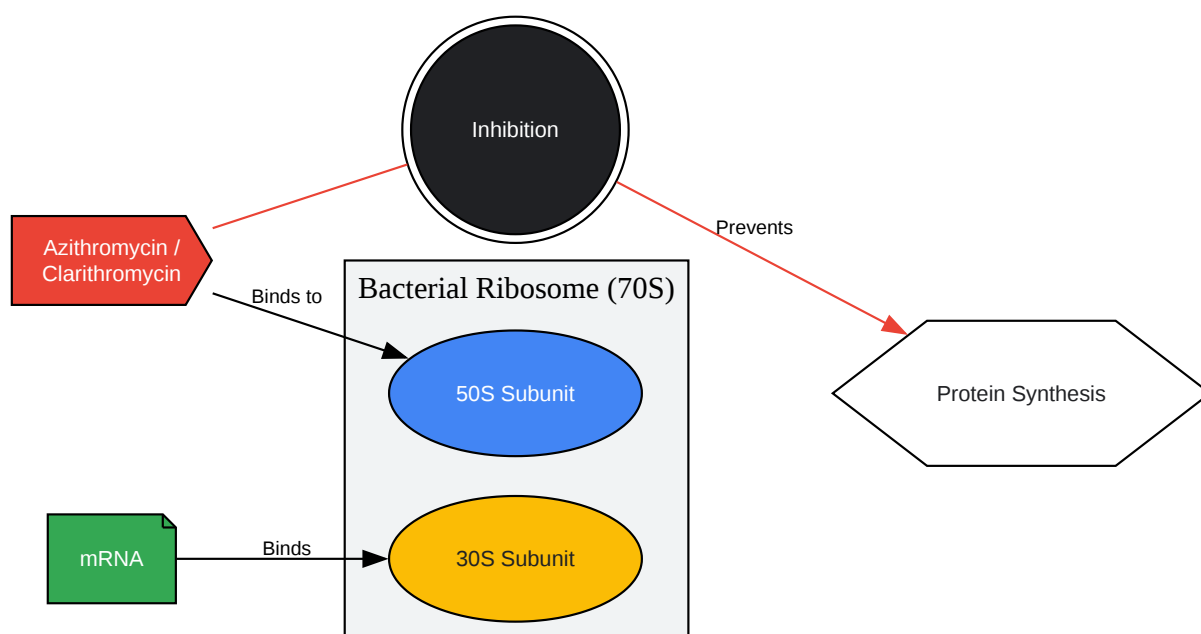 Inhibition
Prevents
Azithromycin /
Clarithromycin
Binds to
Bacterial Ribosome (70S)
50S Subunit
Protein Synthesis
mRNA
Binds
30S Subunit